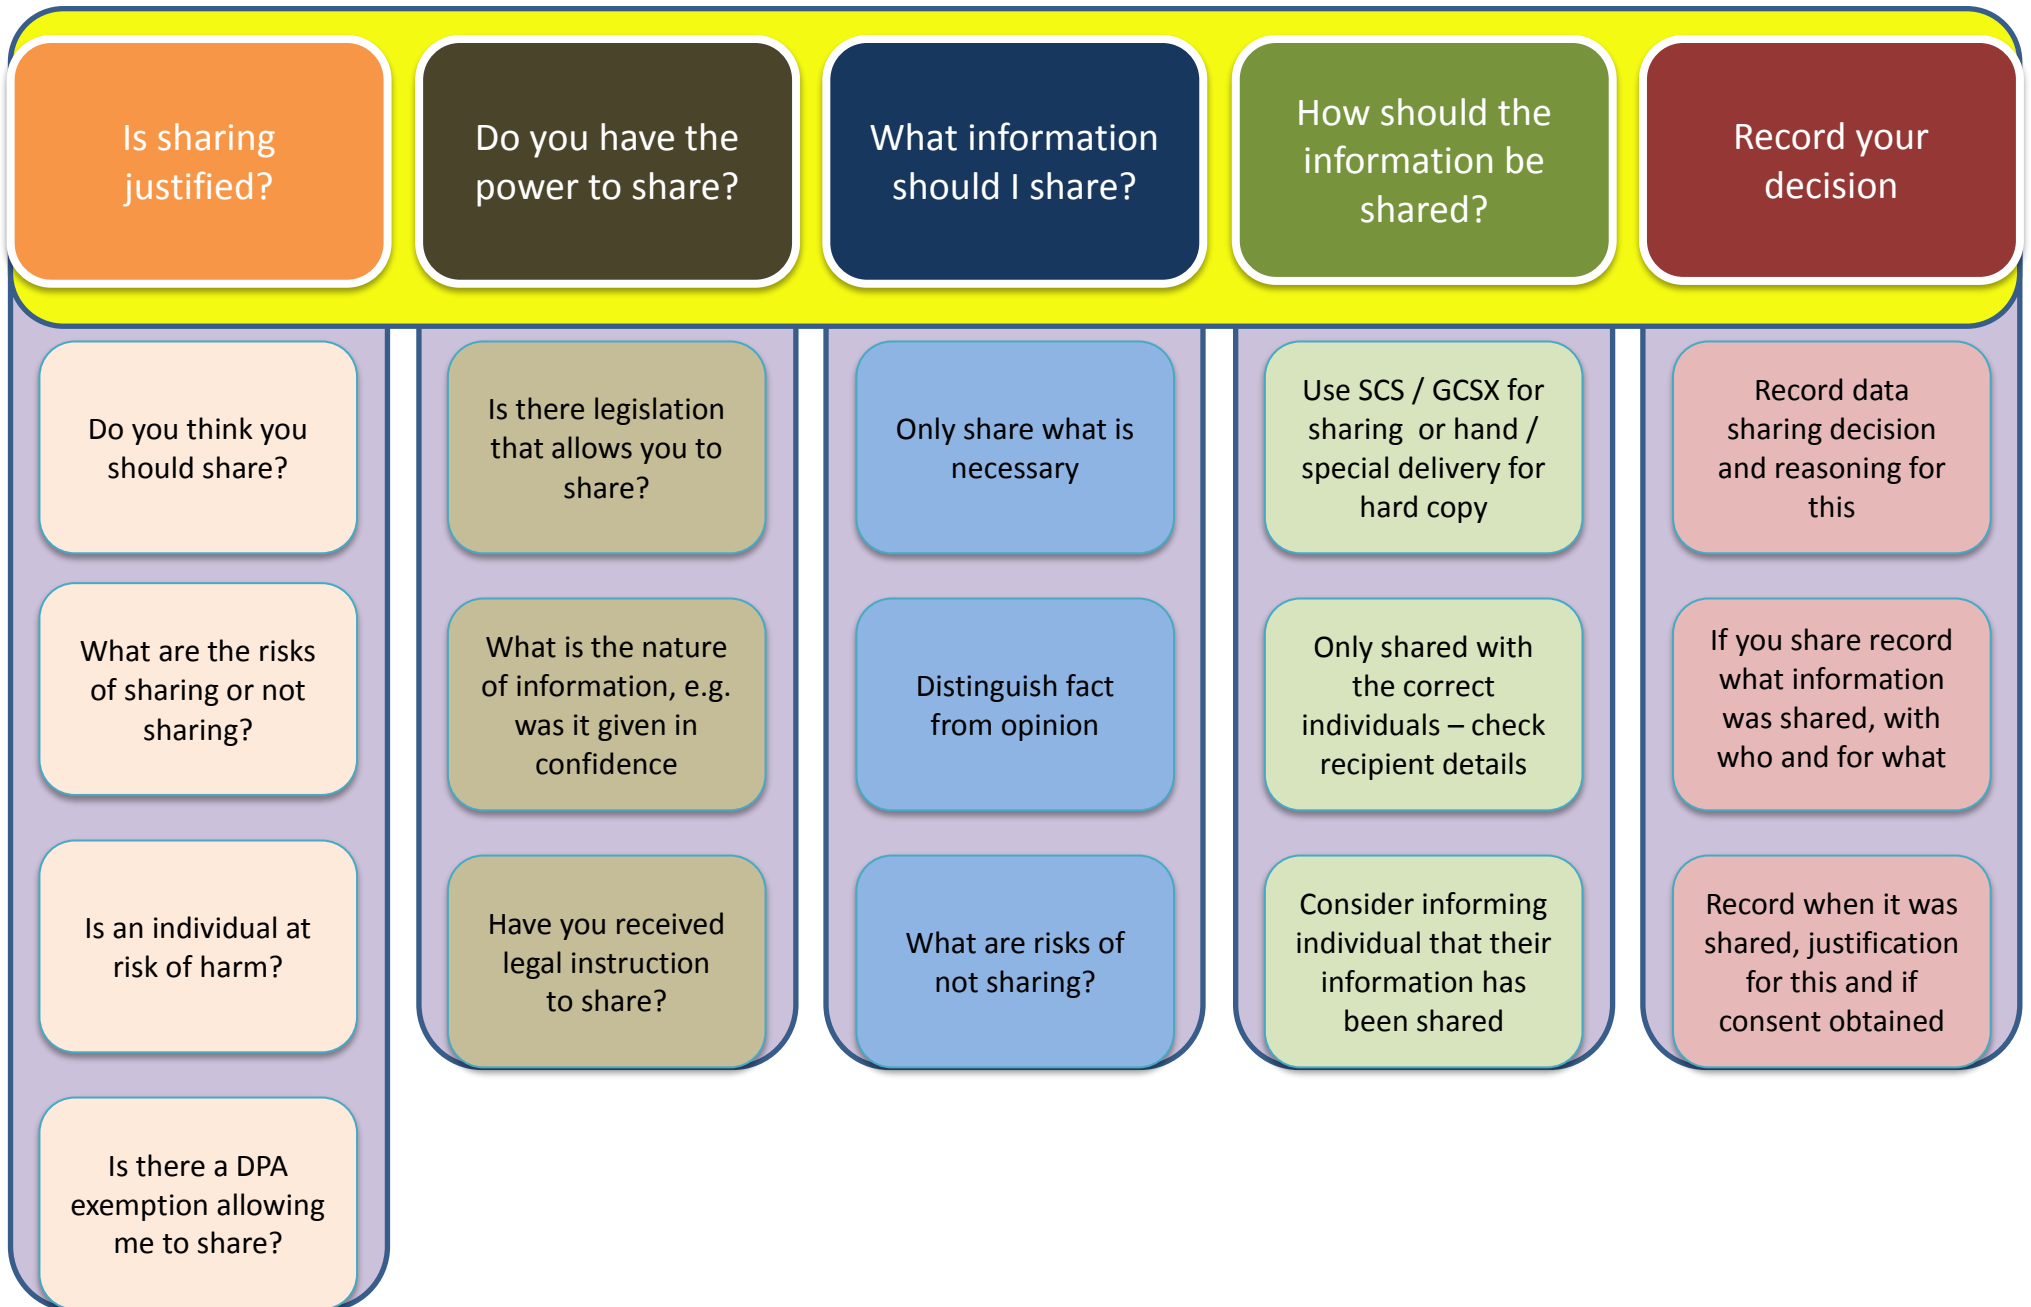 Is sharing
justified?
Do you have the
power to share?
What information
should I share?
How should the
information be
shared?
Record your
decision
Do you think you
should share?
What are the risks
of sharing or not
sharing?
Is an individual at
risk of harm?
Is there a DPA
exemption allowing
me to share?
Is there legislation
that allows you to
share?
What is the nature
of information, e.g.
was it given in
confidence
Have you received
legal instruction
to share?
Only share what is
necessary
Distinguish fact
from opinion
What are risks of
not sharing?
Use SCS / GCSX for
sharing or hand /
special delivery for
hard copy
Only shared with
the correct
individuals – check
recipient details
Consider informing
individual that their
information has
been shared
Record data
sharing decision
and reasoning for
this
If you share record
what information
was shared, with
who and for what
Record when it was
shared, justification
for this and if
consent obtained